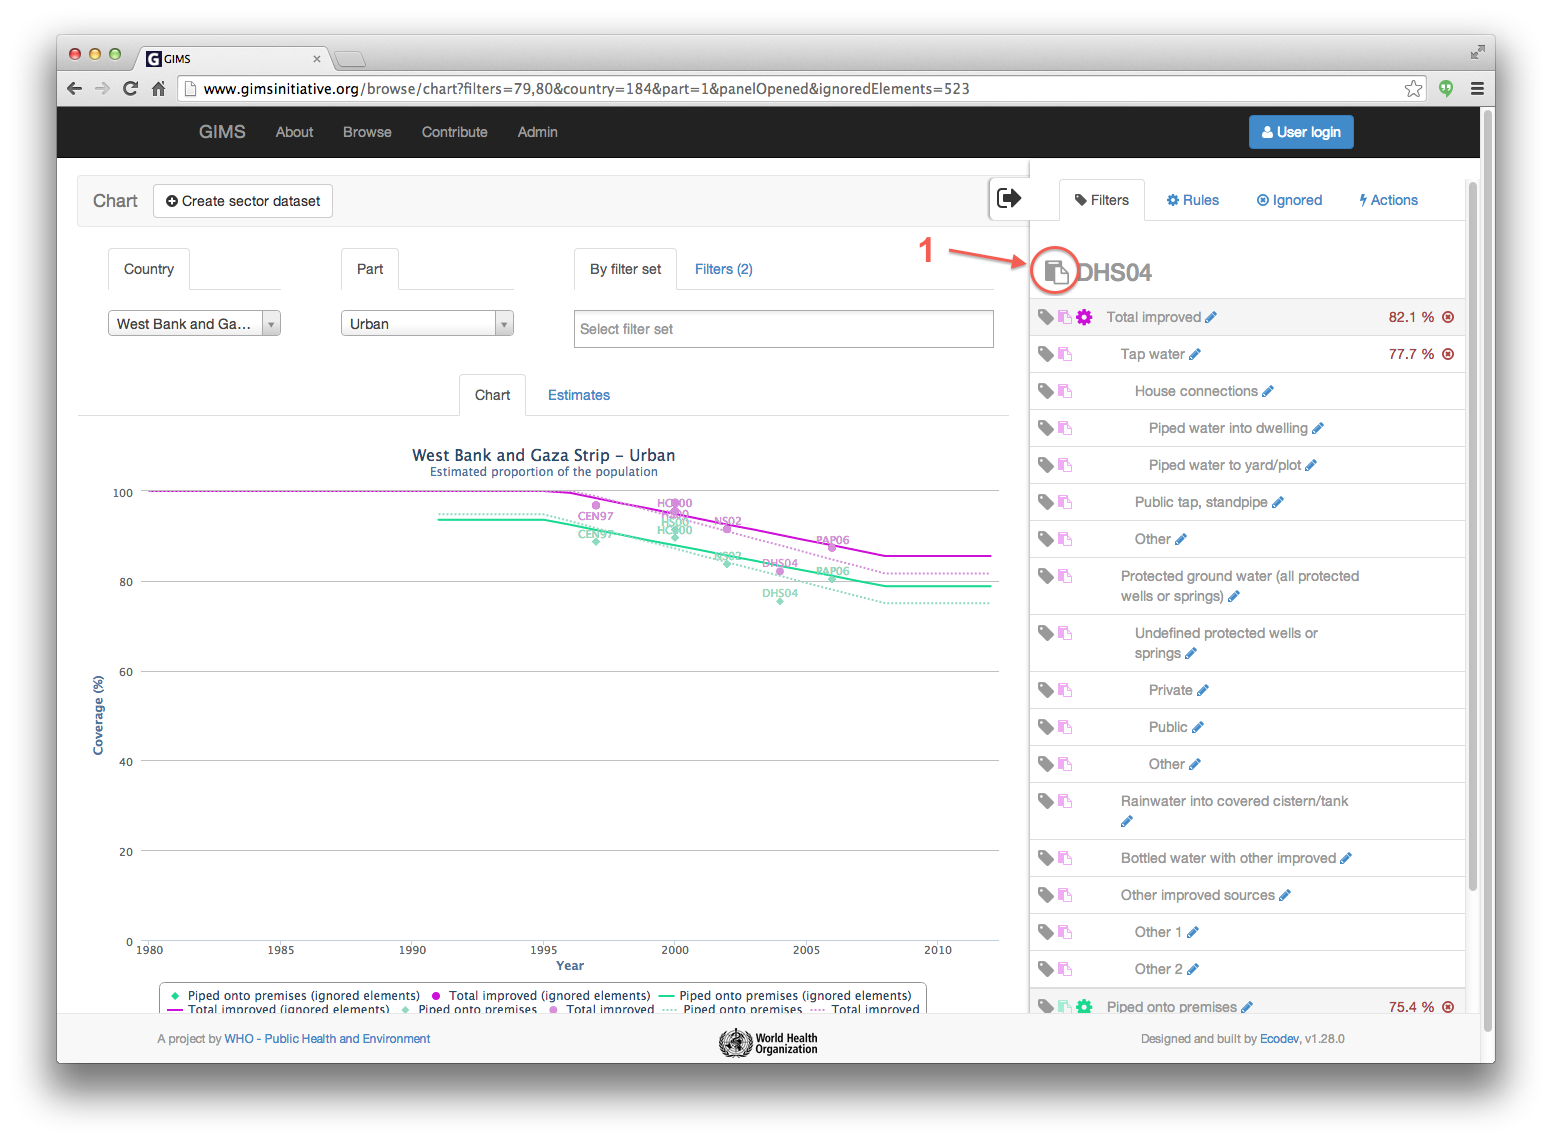 GIMS
www.gimsinitiative.org/browse/chart?filters=79,80&country=184&part=1&panelOpened&ignoredElements=523
GIMS About Browse Contribute Admin User login
Chart Create sector dataset
Filters Rules Ignored Actions
1
DHS04
Country Part By filter set Filters (2)
West Bank and Ga... Urban Select filter set
Chart Estimates
West Bank and Gaza Strip – Urban
Estimated proportion of the population
Coverage (%)
100
80
60
40
20
0
CEN97
CEN97
HC00
HS00
HC00
NS02
NS02
DHS04
DHS04
PAP06
PAP06
1980 1985 1990 1995 2000 2005 2010
Year
Piped onto premises (ignored elements) Total improved (ignored elements) Piped onto premises (ignored elements)
Total improved (ignored elements) Piped onto premises Total improved Piped onto premises Total improved
Total improved 82.1 %
Tap water 77.7 %
House connections
Piped water into dwelling
Piped water to yard/plot
Public tap, standpipe
Other
Protected ground water (all protected
wells or springs)
Undefined protected wells or
springs
Private
Public
Other
Rainwater into covered cistern/tank
Bottled water with other improved
Other improved sources
Other 1
Other 2
Piped onto premises 75.4 %
A project by WHO - Public Health and Environment
World Health
Organization
Designed and built by Ecodev, v1.28.0